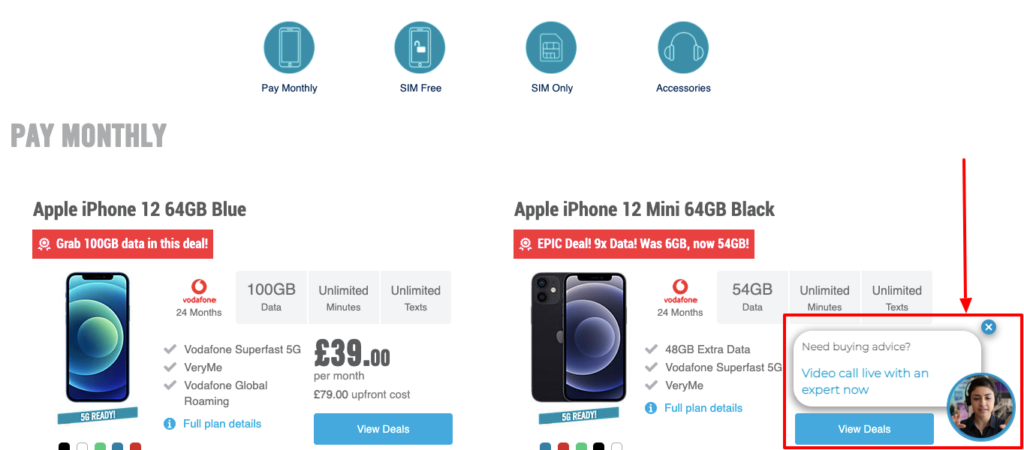 Pay Monthly
SIM Free
SIM Only
Accessories
PAY MONTHLY
Apple iPhone 12 64GB Blue
Grab 100GB data in this deal!
vodafone
24 Months
100GB
Data
Unlimited
Minutes
Unlimited
Texts
Vodafone Superfast 5G
VeryMe
Vodafone Global
Roaming
Full plan details
£39.00
per month
£79.00 upfront cost
View Deals
5G READY!
Apple iPhone 12 Mini 64GB Black
EPIC Deal! 9x Data! Was 6GB, now 54GB!
vodafone
24 Months
54GB
Data
Unlimited
Minutes
Unlimited
Texts
48GB Extra Data
Vodafone Superfast 5G
VeryMe
Full plan details
5G READY!
Need buying advice?
Video call live with an
expert now
View Deals